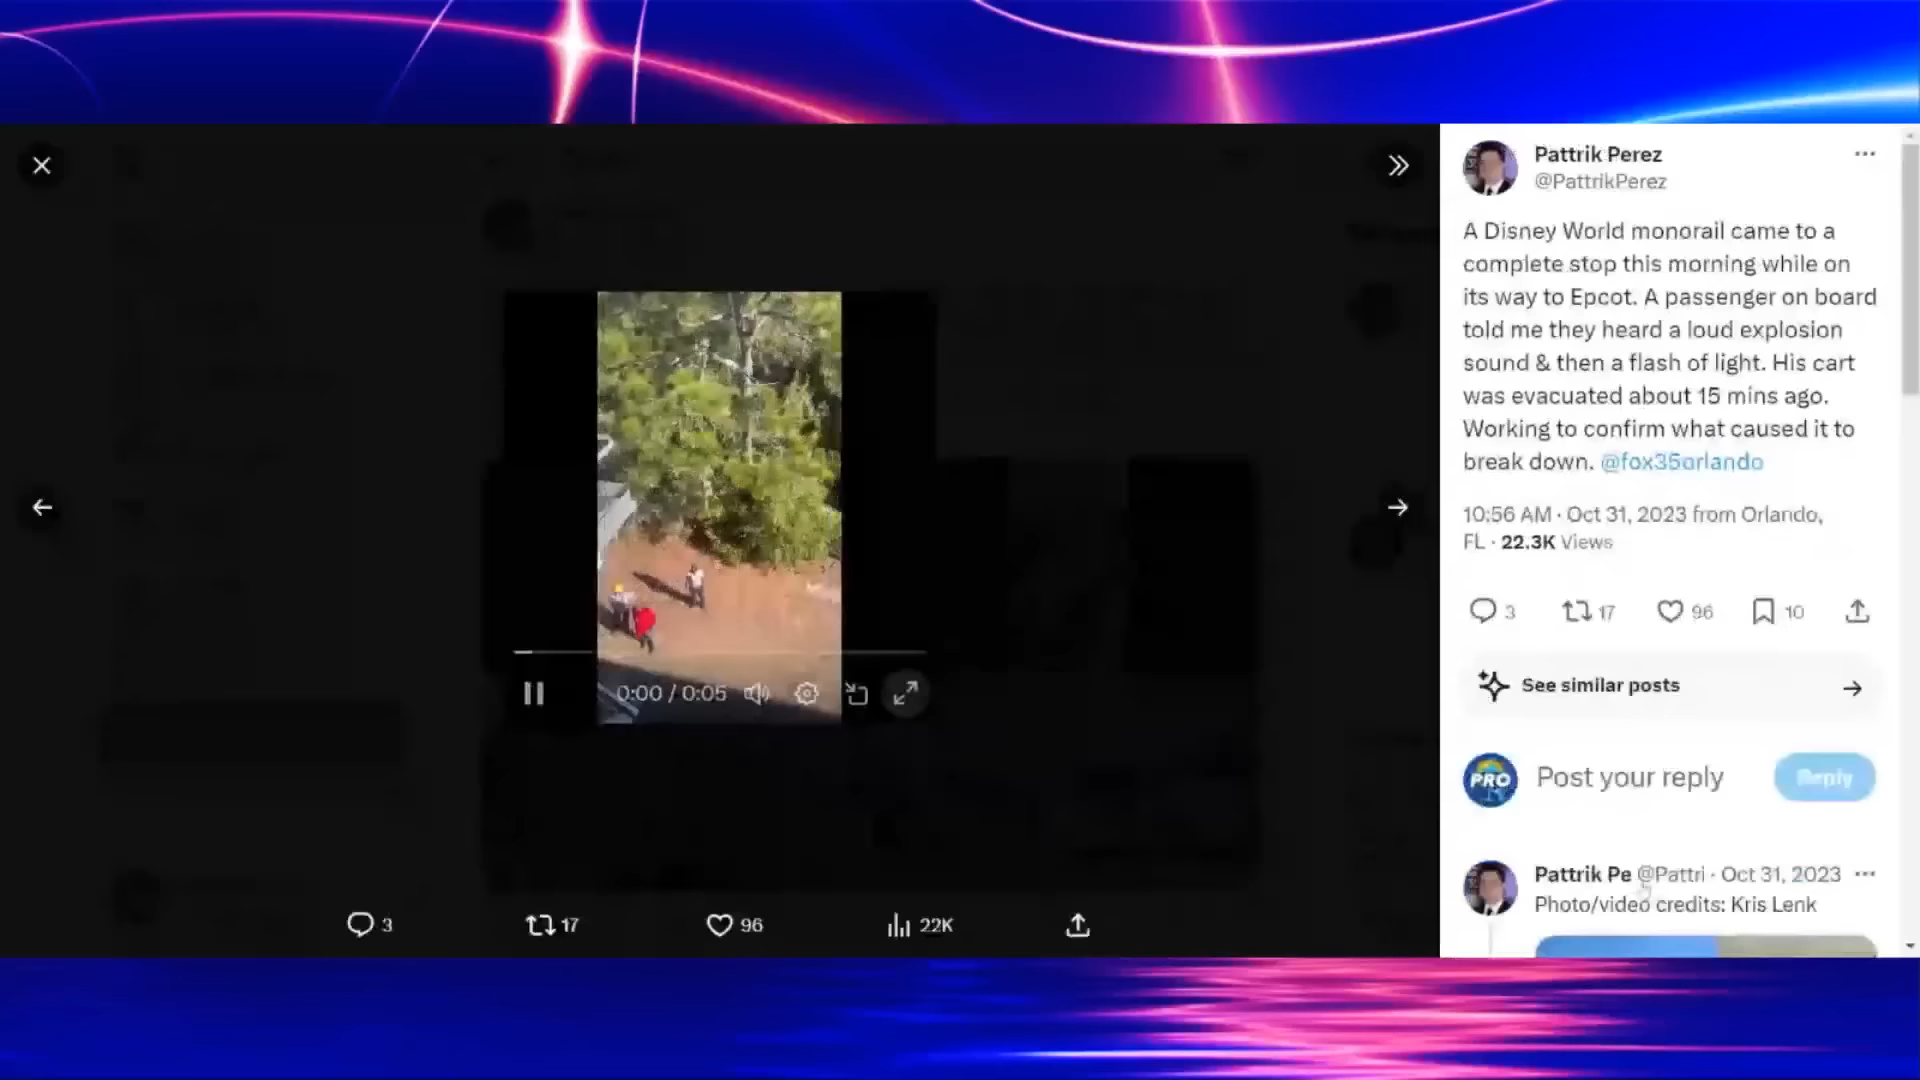 Pattrik Perez
@PattrikPerez
A Disney World monorail came to a
complete stop this morning while on
its way to Epcot. A passenger on board
told me they heard a loud explosion
sound & then a flash of light. His cart
was evacuated about 15 mins ago.
Working to confirm what caused it to
break down. @fox35orlando
10:56 AM · Oct 31, 2023 from Orlando,
FL · 22.3K Views
3 17 96 10
See similar posts
PRO Post your reply Reply
Pattrik Pe @Pattri · Oct 31, 2023
Photo/video credits: Kris Lenk
0:00 / 0:05
3 17 96 22K